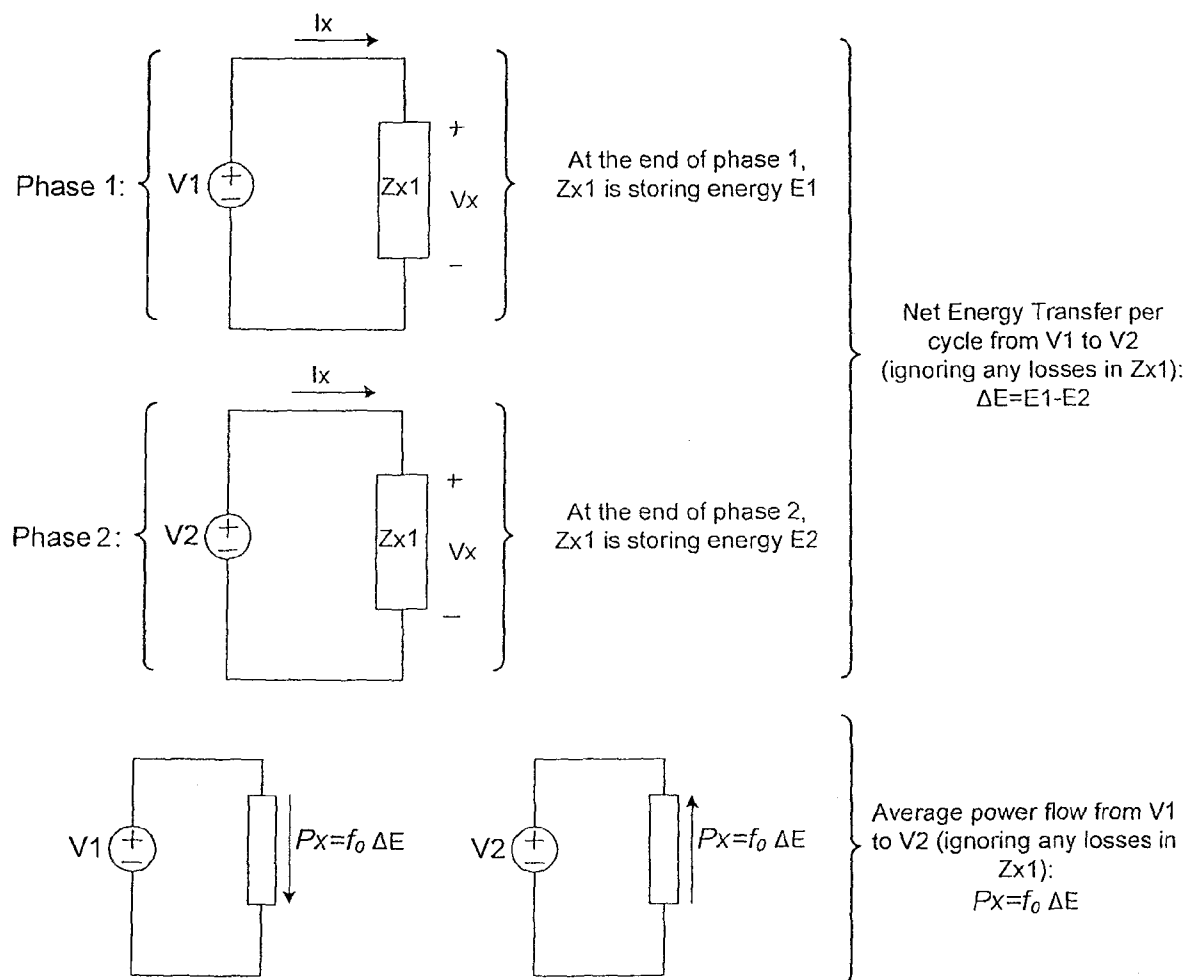 Ix
Phase 1:
V1
+
−
Zx1
+
Vx
−
At the end of phase 1,
Zx1 is storing energy E1
Net Energy Transfer per
cycle from V1 to V2
(ignoring any losses in Zx1):
ΔE=E1-E2
Ix
Phase 2:
V2
+
−
Zx1
+
Vx
−
At the end of phase 2,
Zx1 is storing energy E2
V1
+
−
Px=f₀ ΔE
V2
+
−
Px=f₀ ΔE
Average power flow from V1
to V2 (ignoring any losses in
Zx1):
Px=f₀ ΔE